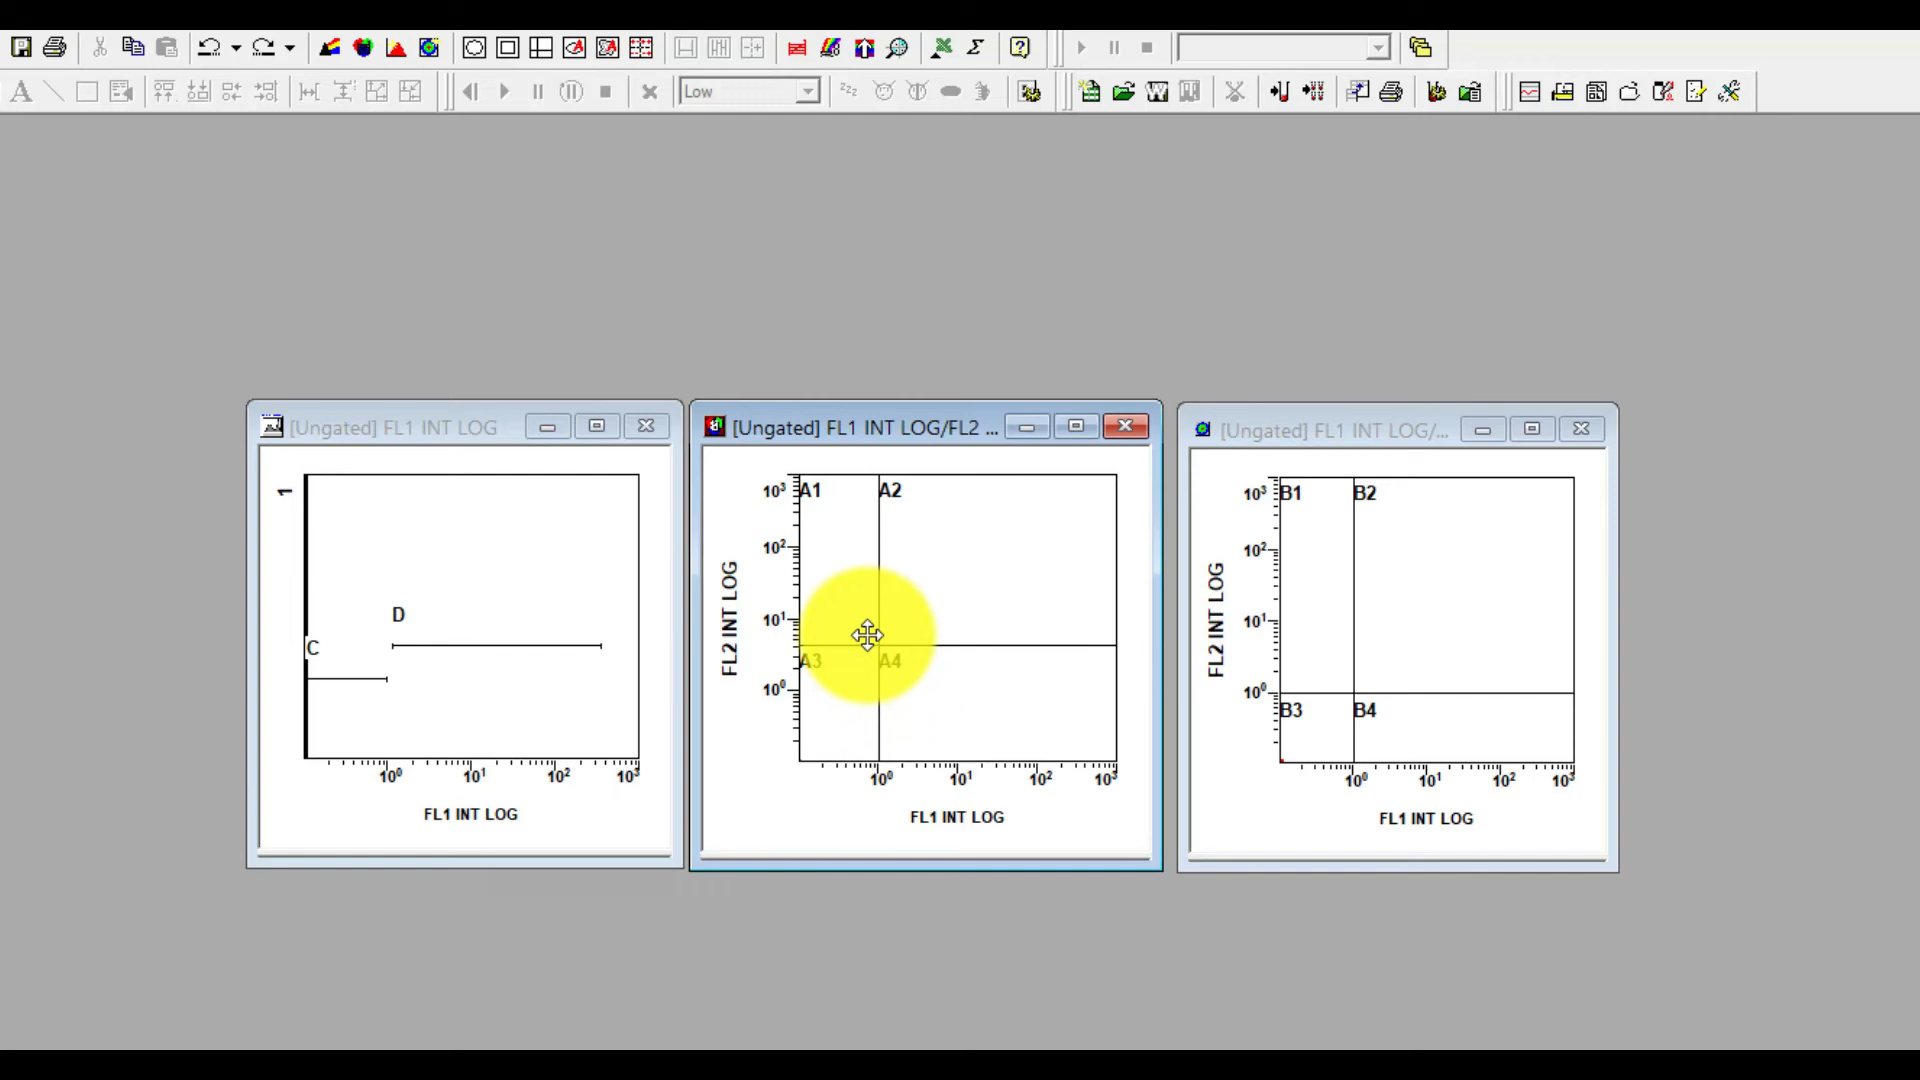 Low
[Ungated] FL1 INT LOG
1
C
D
10⁰ 10¹ 10² 10³
FL1 INT LOG
[Ungated] FL1 INT LOG/FL2 ...
FL2 INT LOG
10³
10²
10¹
10⁰
A1 A2
A3 A4
10⁰ 10¹ 10² 10³
FL1 INT LOG
[Ungated] FL1 INT LOG/...
FL2 INT LOG
10³
10²
10¹
10⁰
B1 B2
B3 B4
10⁰ 10¹ 10² 10³
FL1 INT LOG